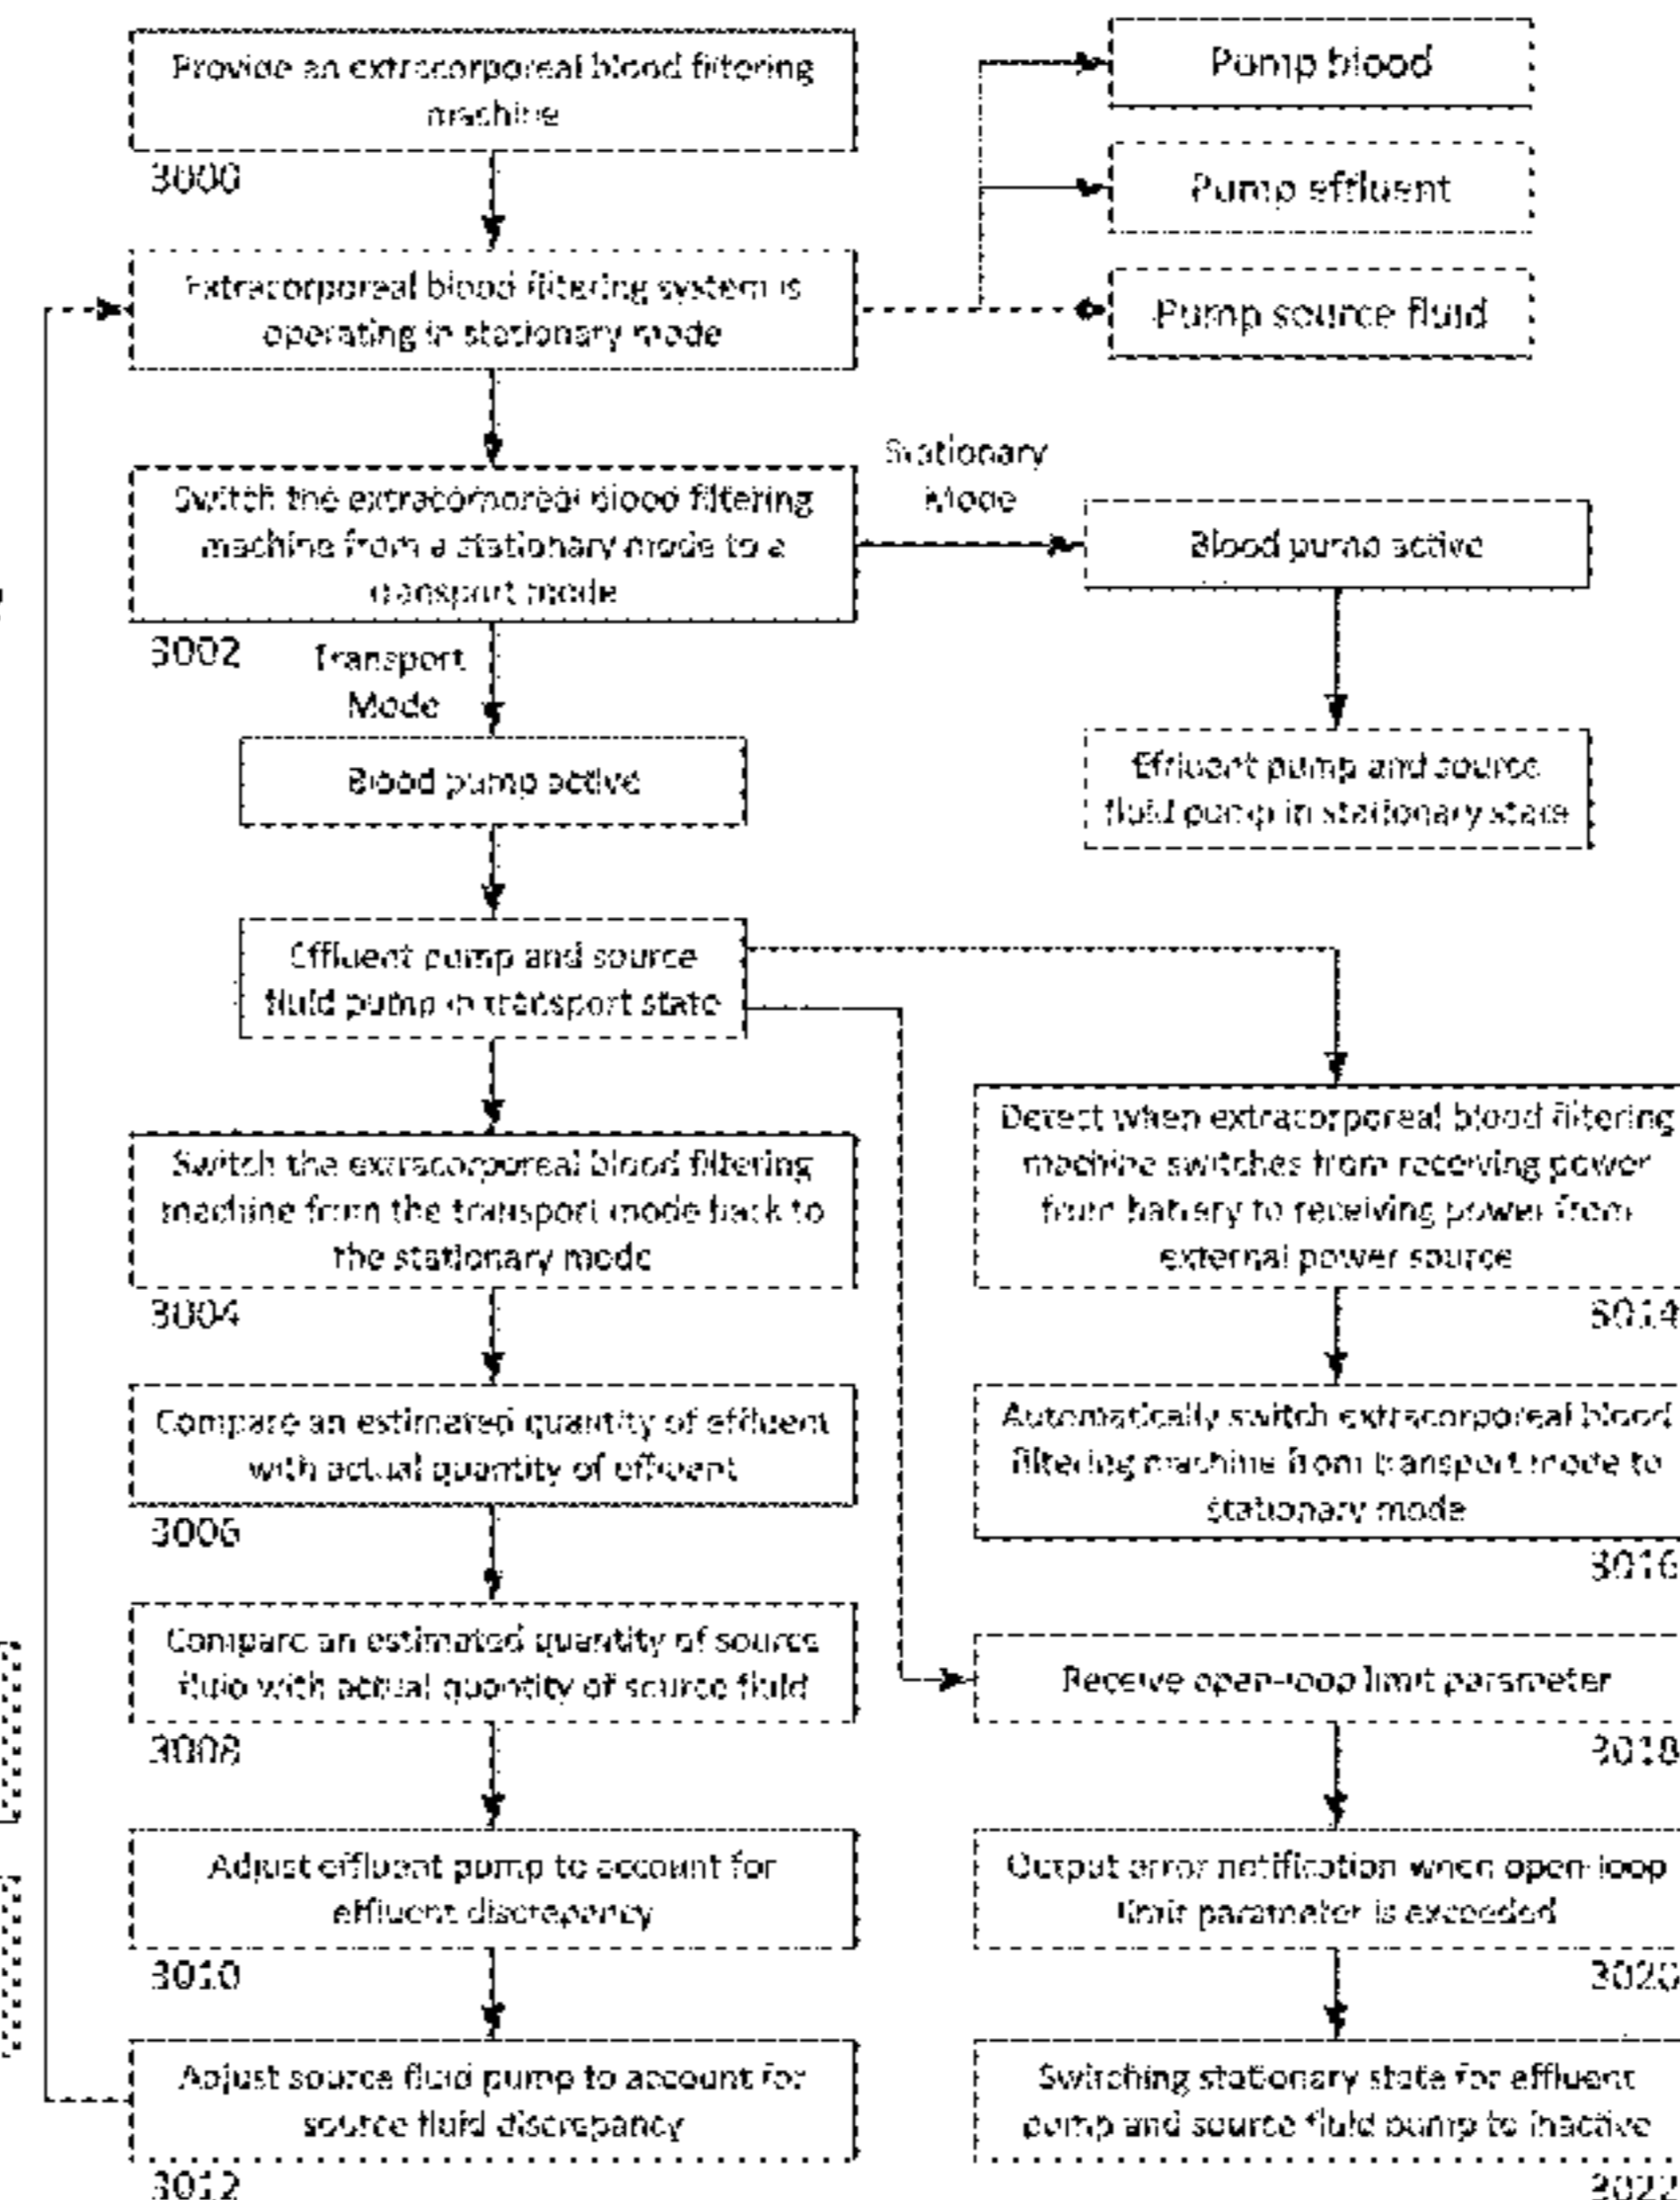 Provide an extracorporeal blood filtering
machine
3000
Extracorporeal blood filtering system is
operating in stationary mode
Pump blood
Pump effluent
Pump source fluid
Switch the extracorporeal blood filtering
machine from a stationary mode to a
transport mode
3002
Stationary
Mode
Blood pump active
Effluent pump and source
fluid pump in stationary state
Transport
Mode
Blood pump active
Effluent pump and source
fluid pump in transport state
Switch the extracorporeal blood filtering
machine from the transport mode back to
the stationary mode
3004
Compare an estimated quantity of effluent
with actual quantity of effluent
3006
Compare an estimated quantity of source
fluid with actual quantity of source fluid
3008
Adjust effluent pump to account for
effluent discrepancy
3010
Adjust source fluid pump to account for
source fluid discrepancy
3012
Detect when extracorporeal blood filtering
machine switches from receiving power
from battery to receiving power from
external power source
3014
Automatically switch extracorporeal blood
filtering machine from transport mode to
stationary mode
3016
Receive open-loop limit parameter
3018
Output error notification when open-loop
limit parameter is exceeded
3020
Switching stationary state for effluent
pump and source fluid pump to inactive
3022